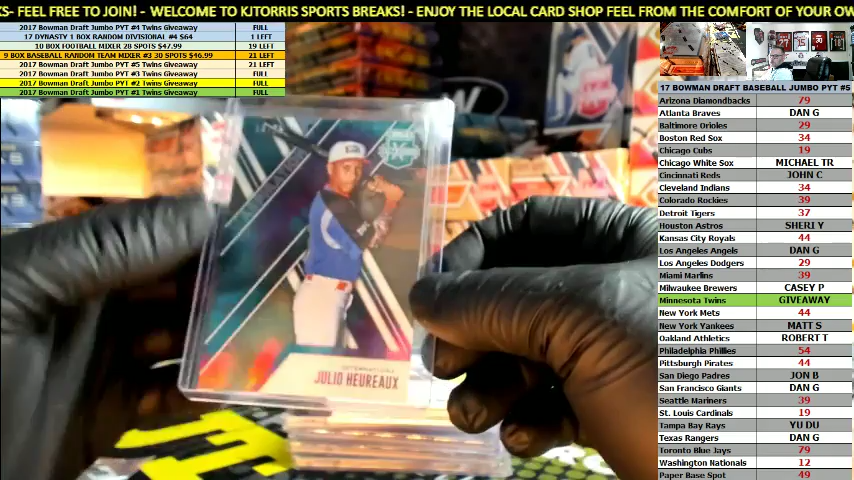 KS- FEEL FREE TO JOIN! - WELCOME TO KJTORRIS SPORTS BREAKS! - ENJOY THE LOCAL CARD SHOP FEEL FROM THE COMFORT OF YOUR OW
2017 Bowman Draft Jumbo PYT #4 Twins Giveaway FULL
17 DYNASTY 1 BOX RANDOM DIVISIONAL #4 $64 1 LEFT
10 BOX FOOTBALL MIXER 28 SPOTS $47.99 19 LEFT
9 BOX BASEBALL RANDOM TEAM MIXER #3 30 SPOTS $46.99 21 LEFT
2017 Bowman Draft Jumbo PYT #5 Twins Giveaway 21 LEFT
2017 Bowman Draft Jumbo PYT #3 Twins Giveaway FULL
2017 Bowman Draft Jumbo PYT #2 Twins Giveaway FULL
2017 Bowman Draft Jumbo PYT #1 Twins Giveaway FULL
JULIO HEUREAUX
17 BOWMAN DRAFT BASEBALL JUMBO PYT #5
Arizona Diamondbacks 79
Atlanta Braves DAN G
Baltimore Orioles 29
Boston Red Sox 34
Chicago Cubs 19
Chicago White Sox MICHAEL TR
Cincinnati Reds JOHN C
Cleveland Indians 34
Colorado Rockies 39
Detroit Tigers 37
Houston Astros SHERI Y
Kansas City Royals 44
Los Angeles Angels DAN G
Los Angeles Dodgers 29
Miami Marlins 39
Milwaukee Brewers CASEY P
Minnesota Twins GIVEAWAY
New York Mets 44
New York Yankees MATT S
Oakland Athletics ROBERT T
Philadelphia Phillies 54
Pittsburgh Pirates 44
San Diego Padres JON B
San Francisco Giants DAN G
Seattle Mariners 39
St. Louis Cardinals 19
Tampa Bay Rays YU DU
Texas Rangers DAN G
Toronto Blue Jays 79
Washington Nationals 12
Paper Base Spot 49